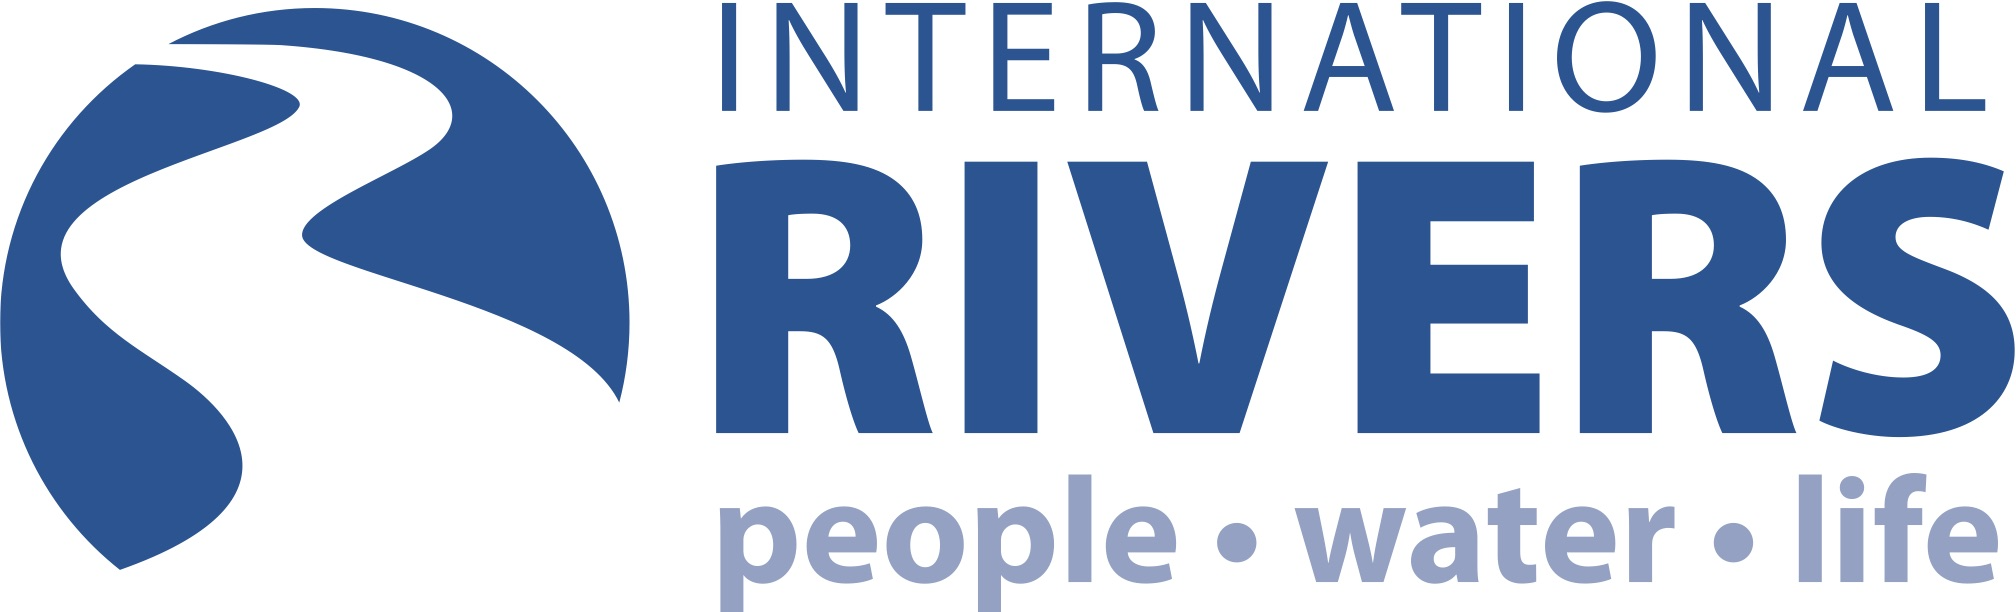 INTERNATIONAL
RIVERS
people • water • life